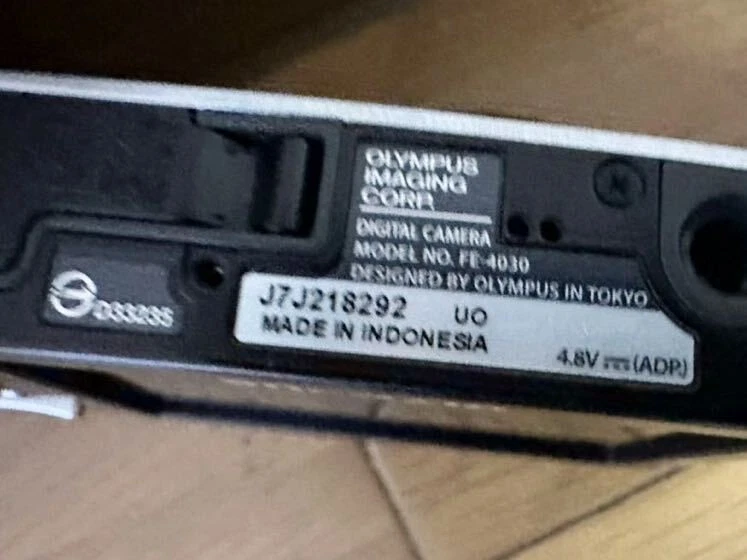 OLYMPUS
IMAGING
CORP.
DIGITAL CAMERA
MODEL NO. FE-4030
DESIGNED BY OLYMPUS IN TOKYO
D33235
J7J218292 UO
MADE IN INDONESIA
4.8V (ADP.)